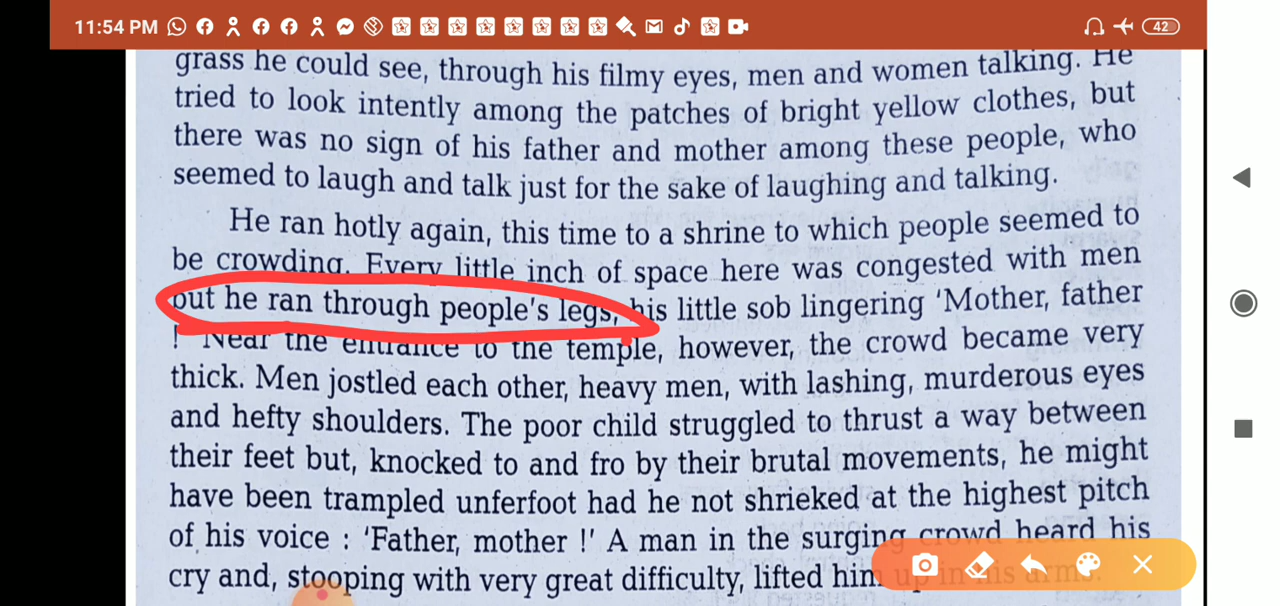 11:54 PM
42
grass he could see, through his filmy eyes, men and women talking. He
tried to look intently among the patches of bright yellow clothes, but
there was no sign of his father and mother among these people, who
seemed to laugh and talk just for the sake of laughing and talking.
He ran hotly again, this time to a shrine to which people seemed to
be crowding. Every little inch of space here was congested with men
but he ran through people's legs, his little sob lingering 'Mother, father
! Near the entrance to the temple, however, the crowd became very
thick. Men jostled each other, heavy men, with lashing, murderous eyes
and hefty shoulders. The poor child struggled to thrust a way between
their feet but, knocked to and fro by their brutal movements, he might
have been trampled unferfoot had he not shrieked at the highest pitch
of his voice : 'Father, mother !' A man in the surging crowd heard his
cry and, stooping with very great difficulty, lifted him up in his arms.